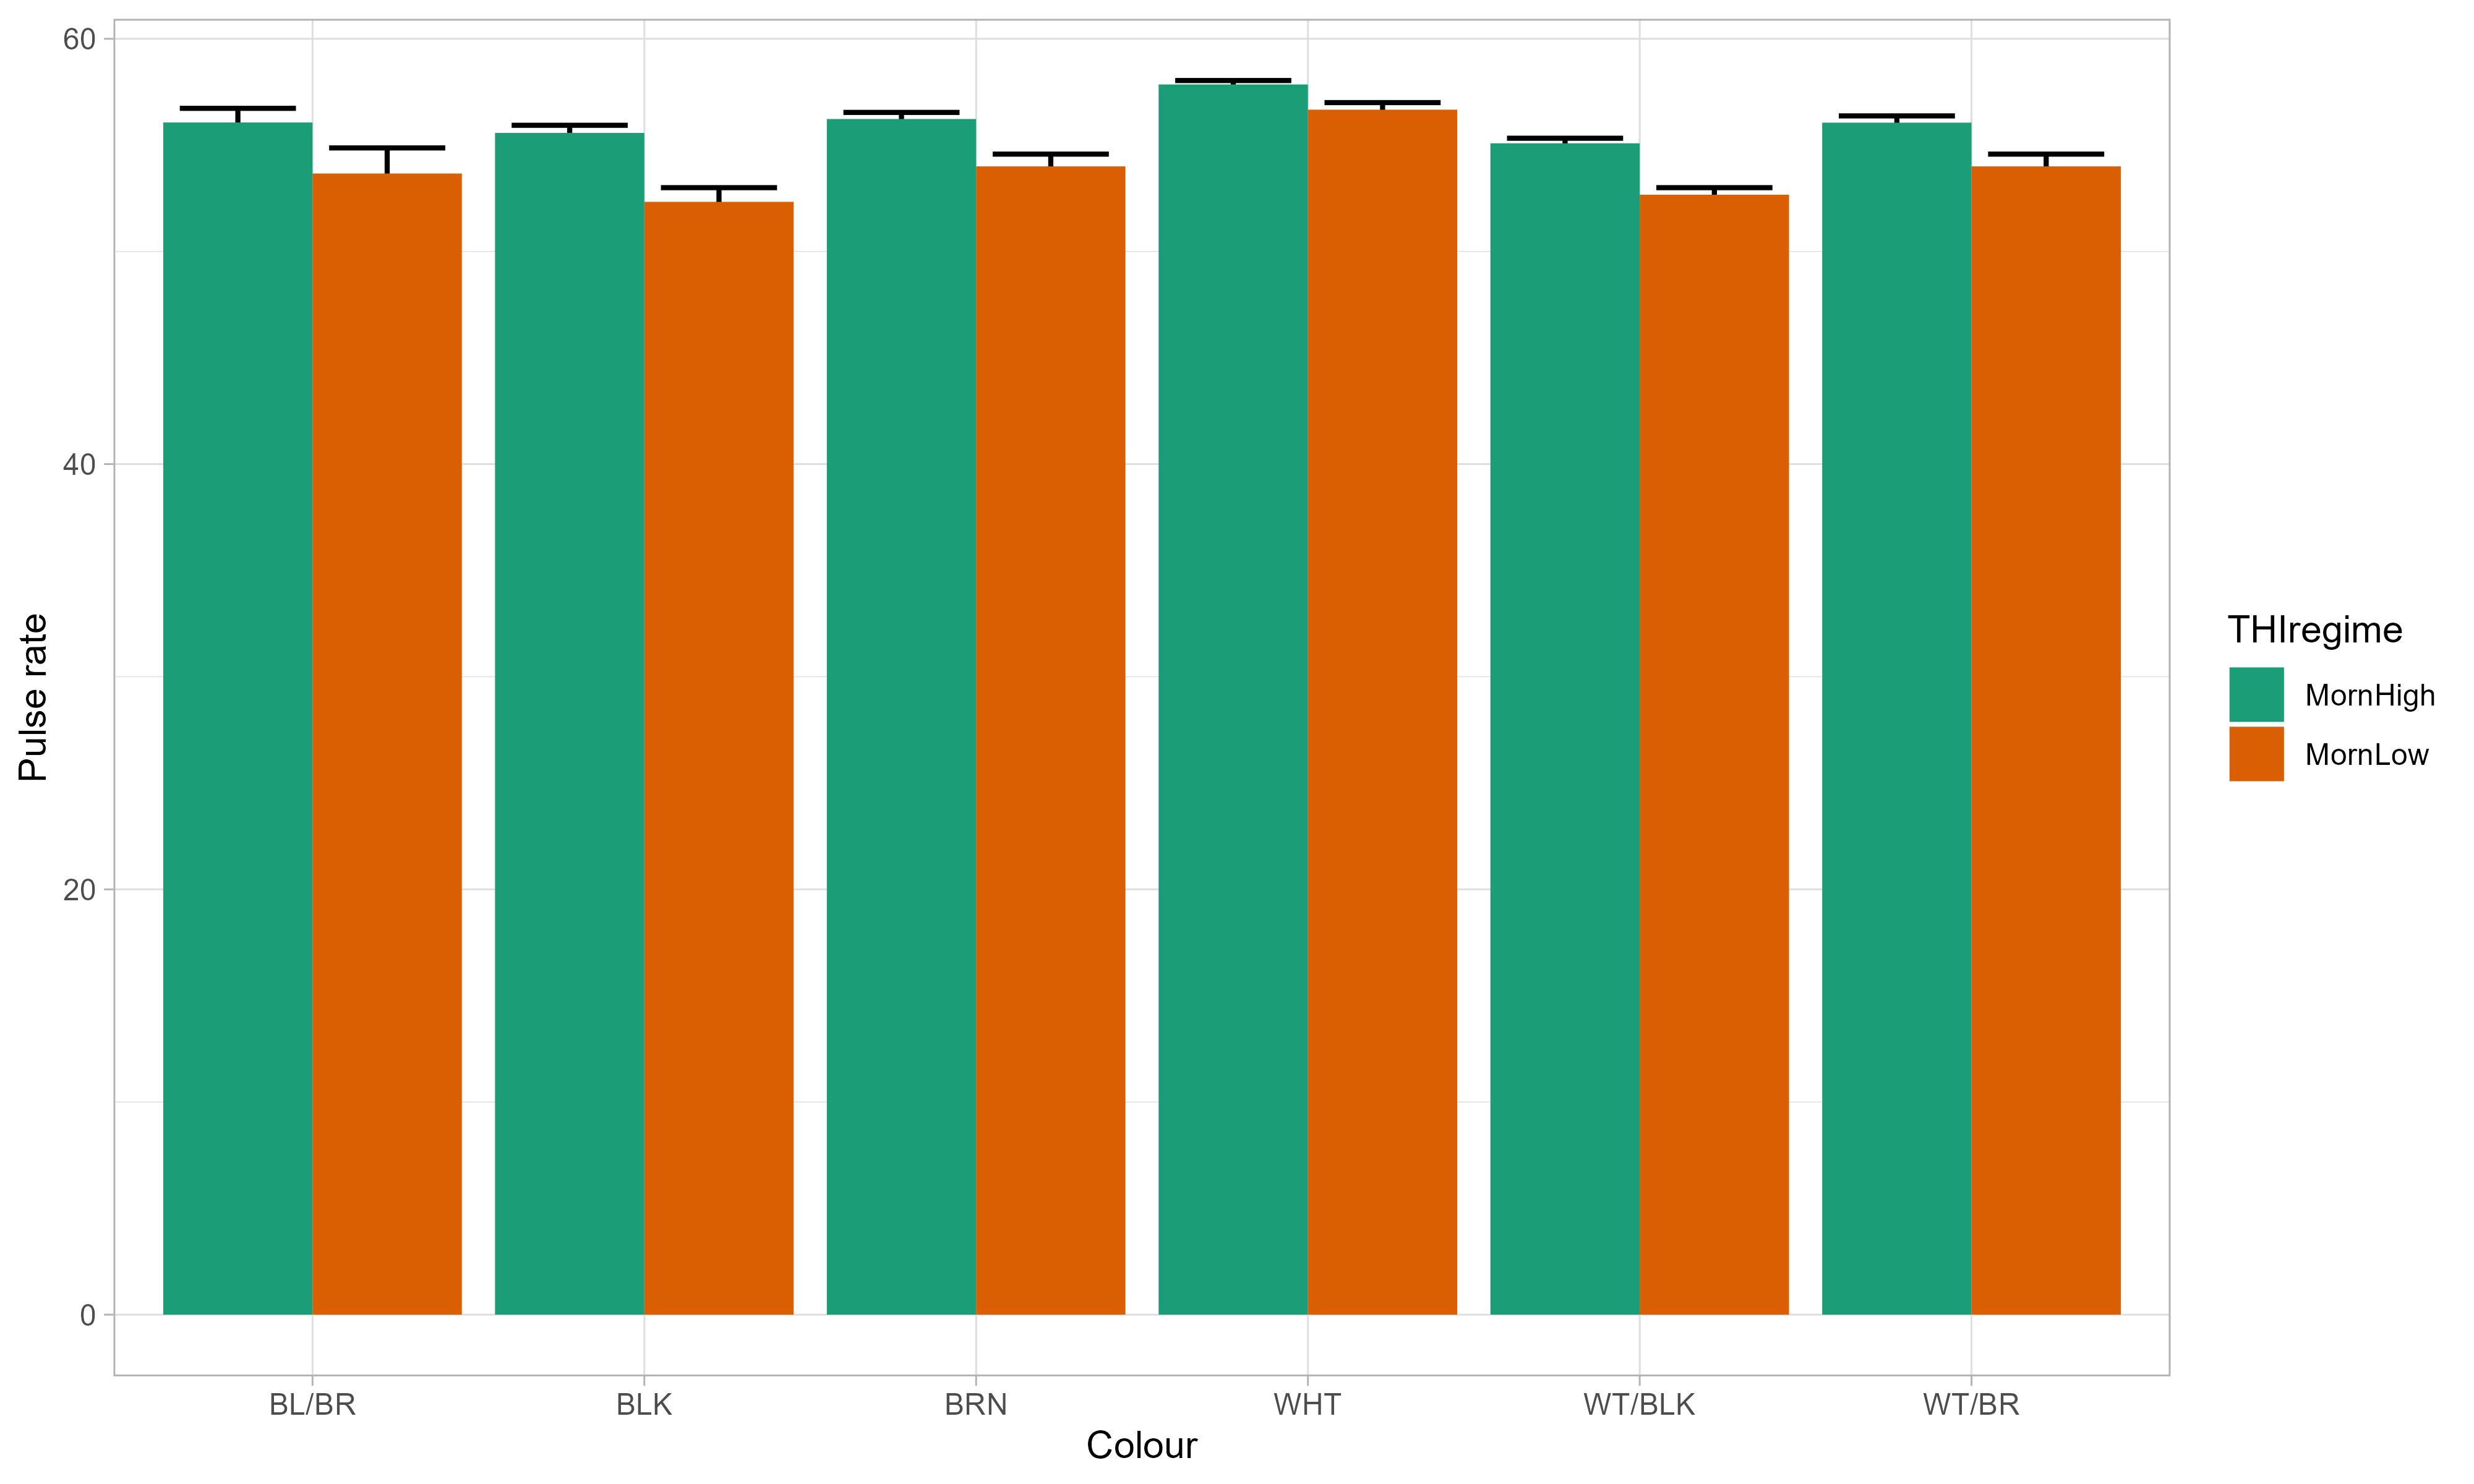 60
40
20
0
Pulse rate
BL/BR BLK BRN WHT WT/BLK WT/BR
Colour
THIregime
MornHigh
MornLow